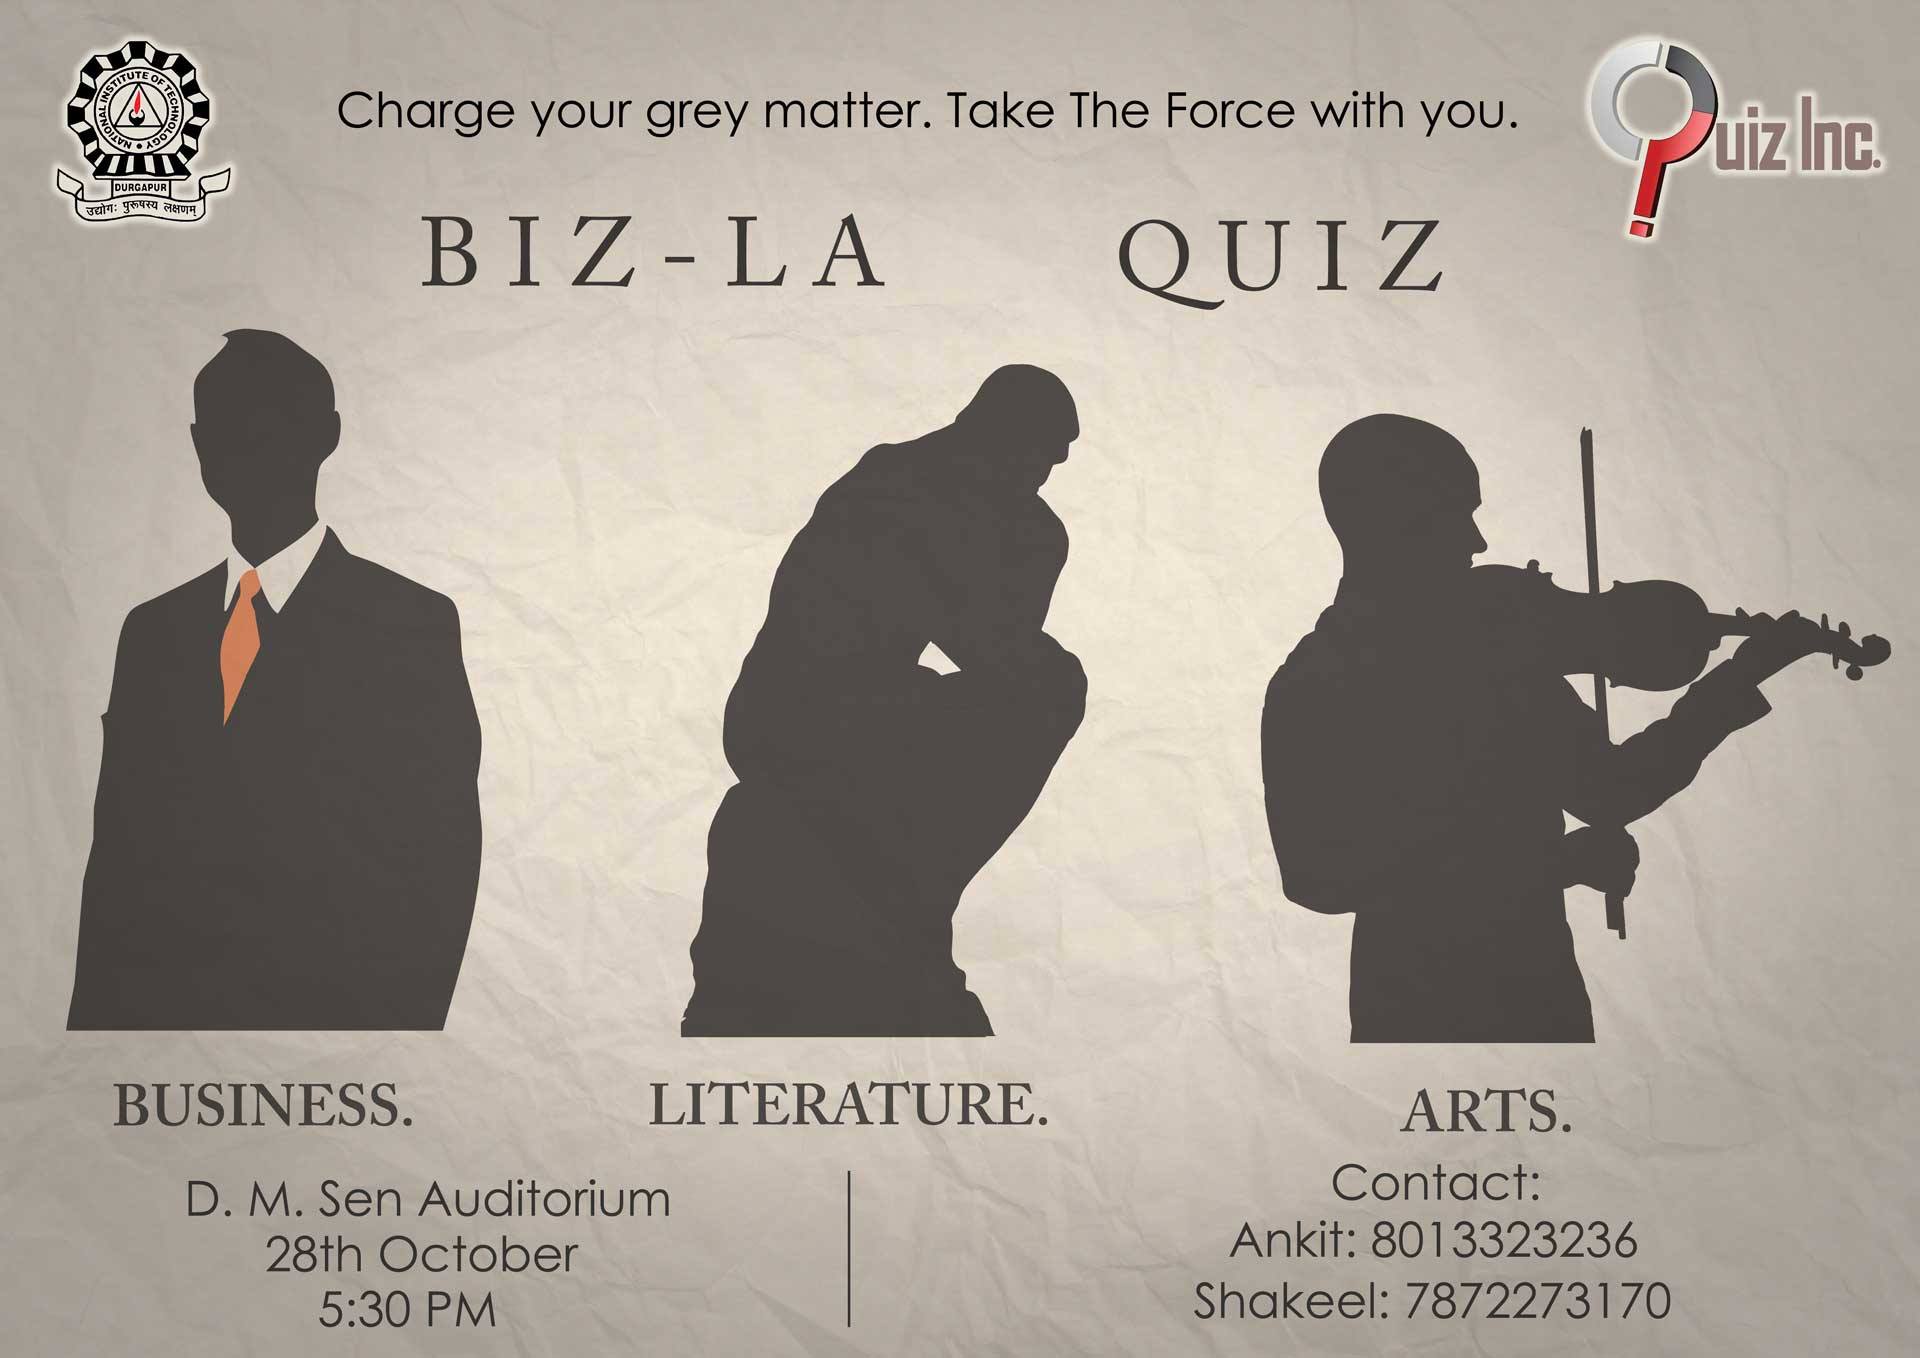 NATIONAL INSTITUTE OF TECHNOLOGY
DURGAPUR
उद्योगः पुरूषस्य लक्षणम्
Charge your grey matter. Take The Force with you.
Quiz Inc.
BIZ-LA QUIZ
BUSINESS.
LITERATURE.
ARTS.
D. M. Sen Auditorium
28th October
5:30 PM
Contact:
Ankit: 8013323236
Shakeel: 7872273170